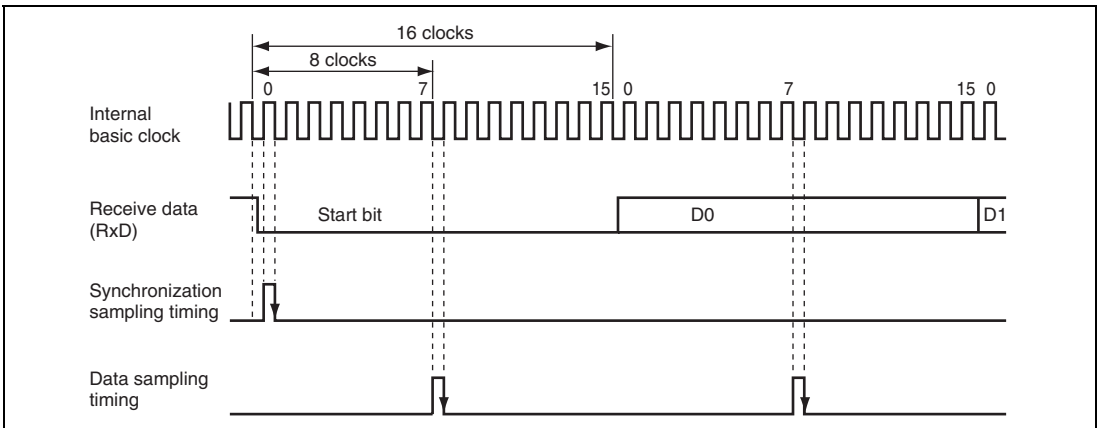 16 clocks
8 clocks
0 7 15 0 7 15 0
Internal
basic clock
Receive data
(RxD)
Start bit D0 D1
Synchronization
sampling timing
Data sampling
timing